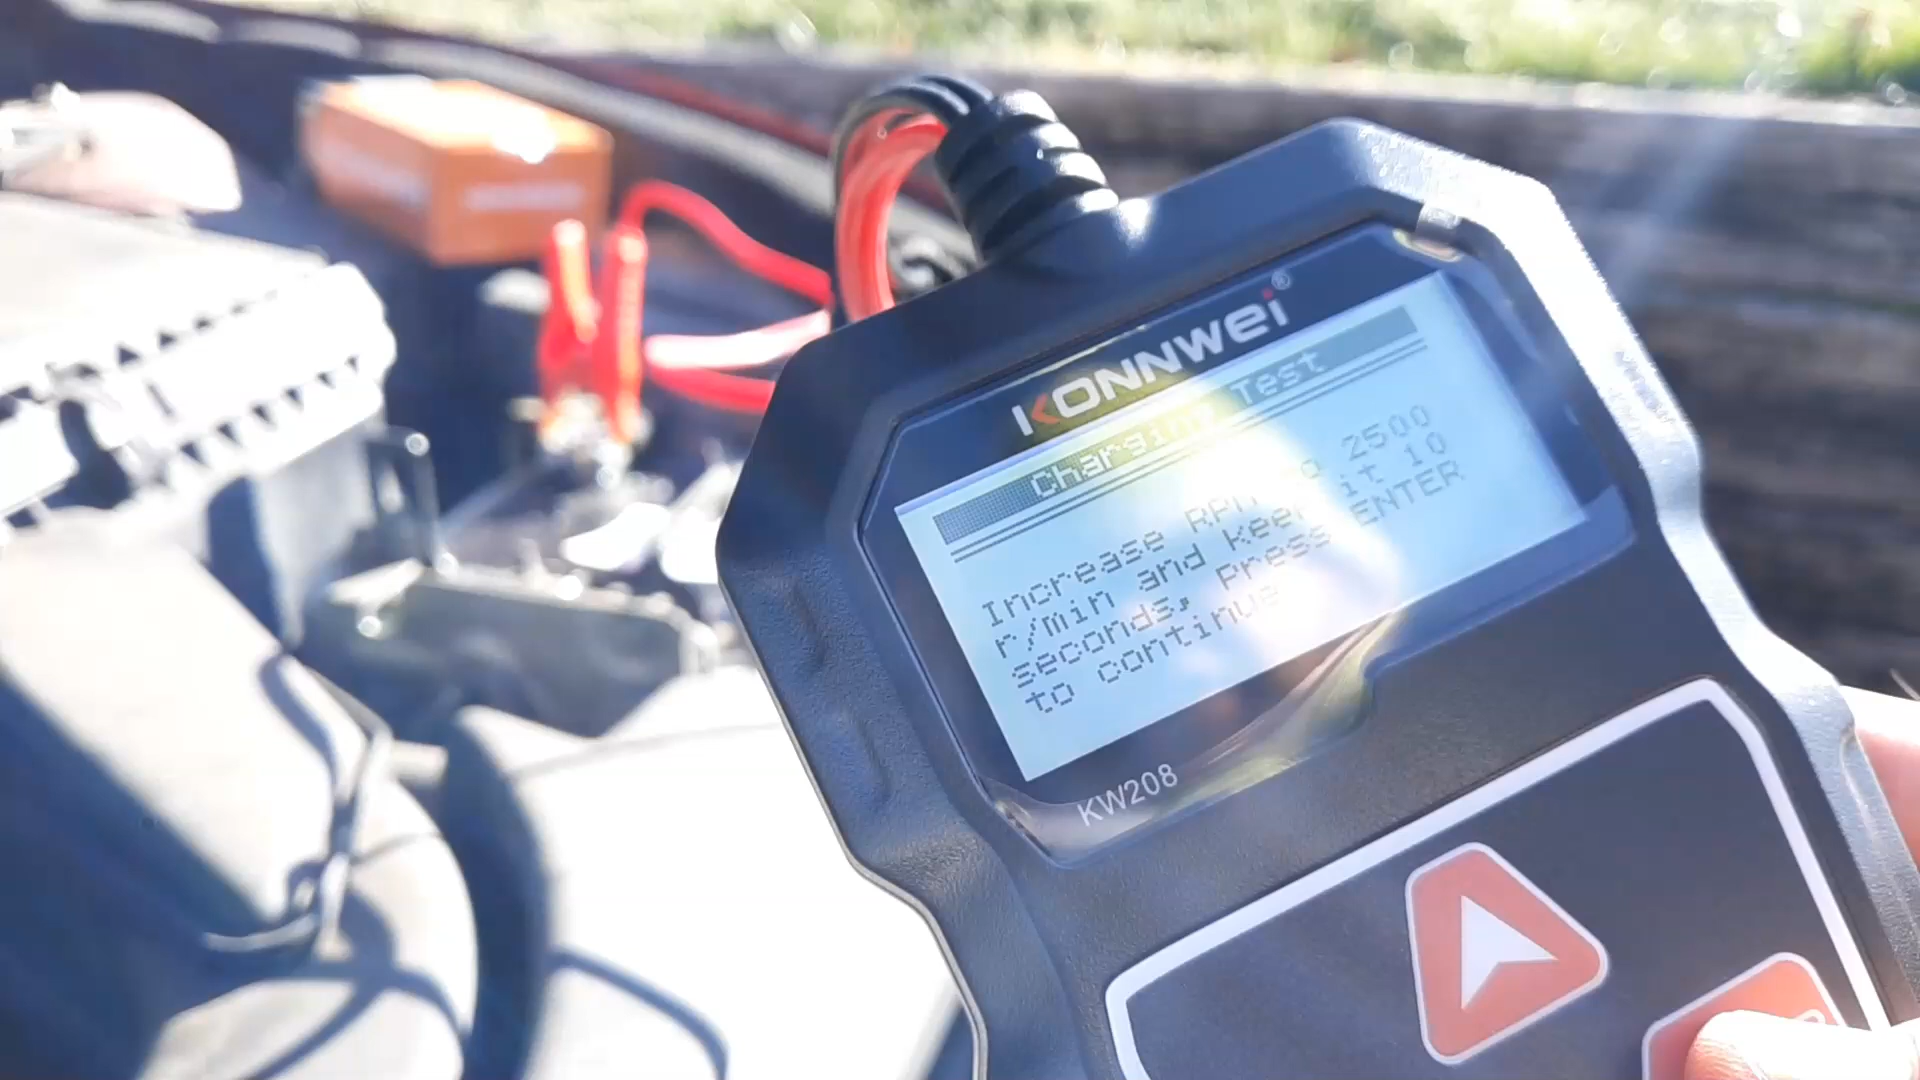 KONNWEI®
Charging Test
Increase RPM to 2500
r/min and keep it 10
seconds, press ENTER
to continue
KW208